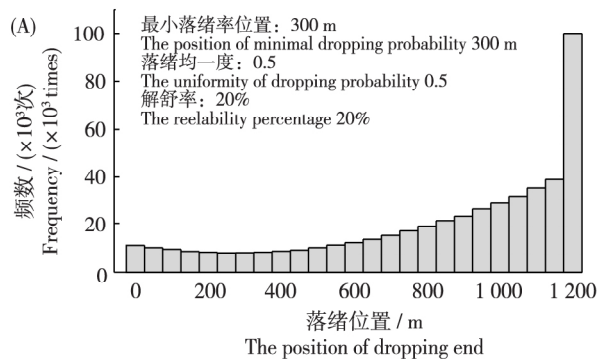 (A)
最小落绪率位置：300 m
The position of minimal dropping probability 300 m
落绪均一度：0.5
The uniformity of dropping probability 0.5
解舒率：20%
The reelability percentage 20%
频数 / (×10³次)
Frequency / (×10³ times)
100
80
60
40
20
0
0 200 400 600 800 1 000 1 200
落绪位置 / m
The position of dropping end